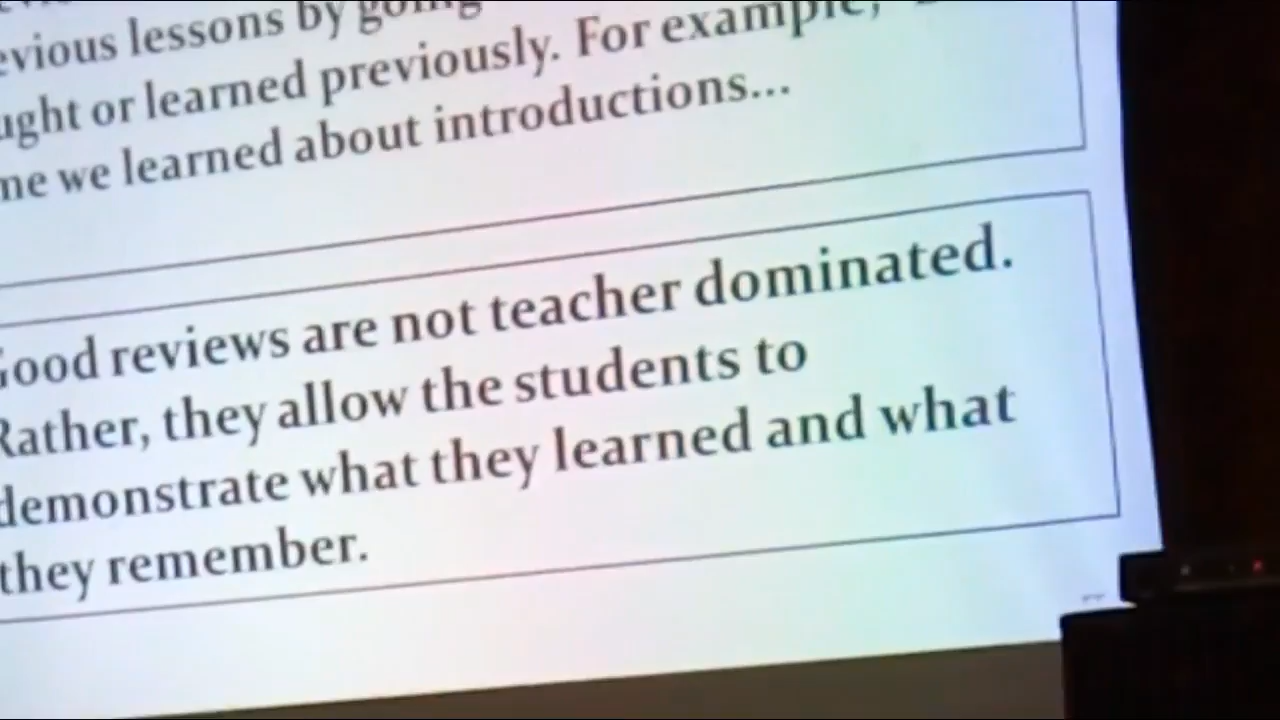 evious lessons by going
ught or learned previously. For example,
me we learned about introductions...
Good reviews are not teacher dominated.
Rather, they allow the students to
demonstrate what they learned and what
they remember.